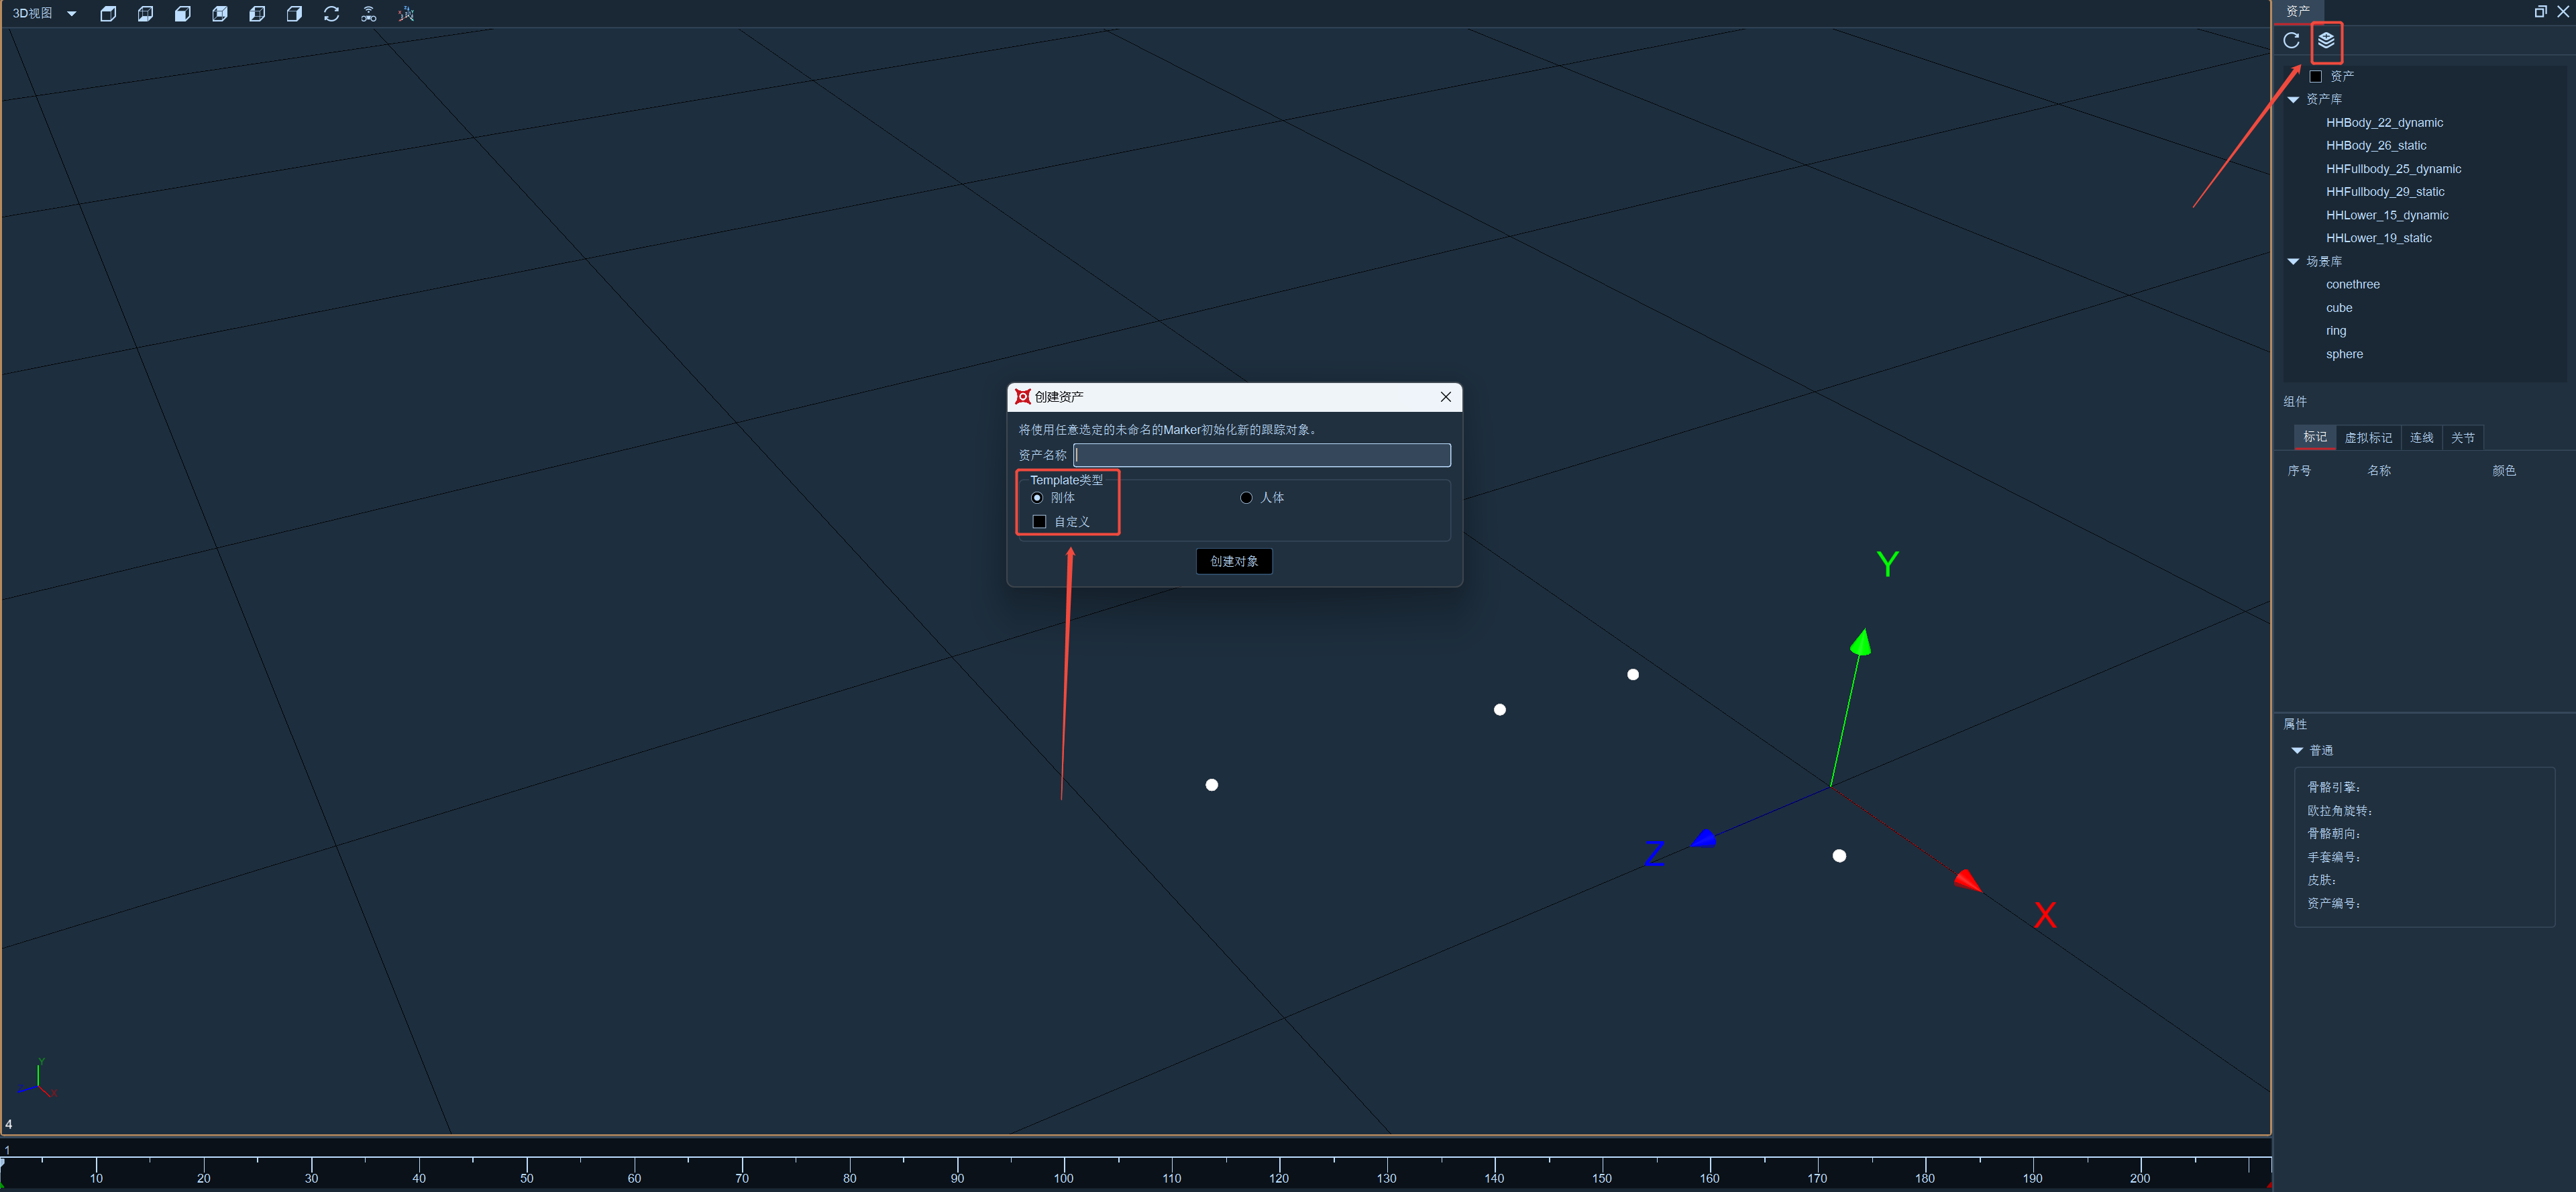 3D视图
资产
资产
资产库
HHBody_22_dynamic
HHBody_26_static
HHFullbody_25_dynamic
HHFullbody_29_static
HHLower_15_dynamic
HHLower_19_static
场景库
conethree
cube
ring
sphere
组件
标记 虚拟标记 连线 关节
序号 名称 颜色
属性
普通
骨骼引擎:
欧拉角旋转:
骨骼朝向:
手套编号:
皮肤:
资产编号:
创建资产
将使用任意选定的未命名的Marker初始化新的跟踪对象。
资产名称
Template类型
刚体 人体
自定义
创建对象
Y
Z
X
Y
Z
X
4
1
10 20 30 40 50 60 70 80 90 100 110 120 130 140 150 160 170 180 190 200